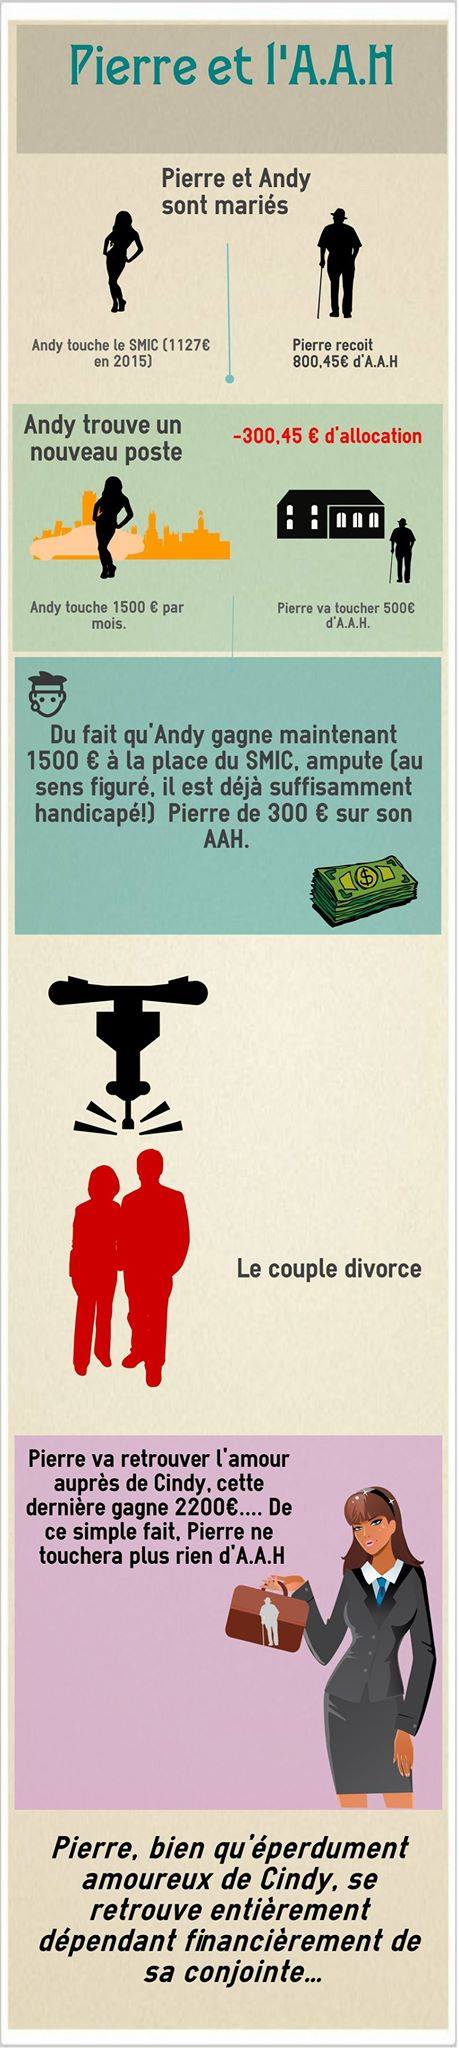 Pierre et l'A.A.H
Pierre et Andy
sont mariés
Andy touche le SMIC (1127€
en 2015)
Pierre recoit
800,45€ d'A.A.H
Andy trouve un
nouveau poste
-300,45 € d'allocation
Andy touche 1500 € par
mois.
Pierre va toucher 500€
d'A.A.H.
Du fait qu'Andy gagne maintenant
1500 € à la place du SMIC, ampute (au
sens figuré, il est déjà suffisamment
handicapé!) Pierre de 300 € sur son
AAH.
$
Le couple divorce
Pierre va retrouver l'amour
auprès de Cindy, cette
dernière gagne 2200€.... De
ce simple fait, Pierre ne
touchera plus rien d'A.A.H
Pierre, bien qu'éperdument
amoureux de Cindy, se
retrouve entièrement
dépendant financièrement de
sa conjointe...